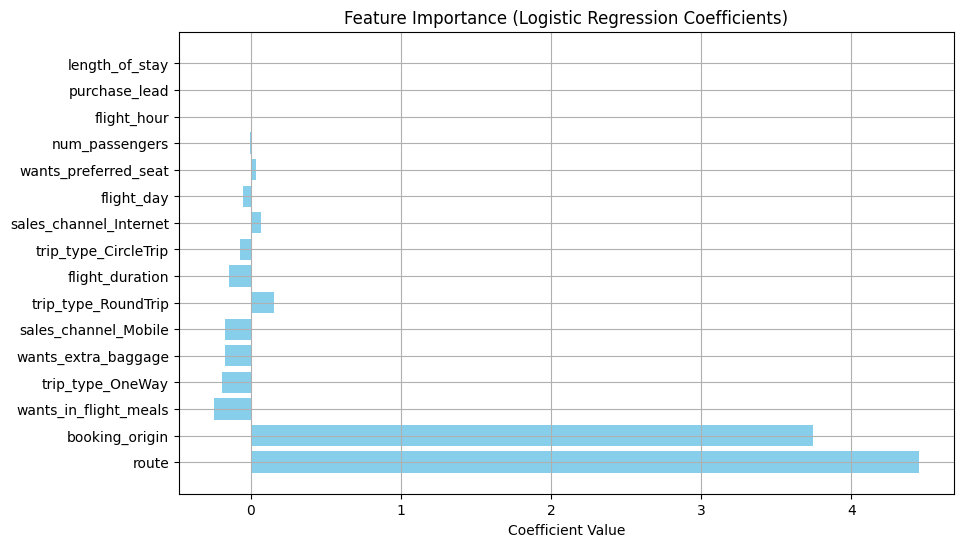 Feature Importance (Logistic Regression Coefficients)
length_of_stay
purchase_lead
flight_hour
num_passengers
wants_preferred_seat
flight_day
sales_channel_Internet
trip_type_CircleTrip
flight_duration
trip_type_RoundTrip
sales_channel_Mobile
wants_extra_baggage
trip_type_OneWay
wants_in_flight_meals
booking_origin
route
0 1 2 3 4
Coefficient Value